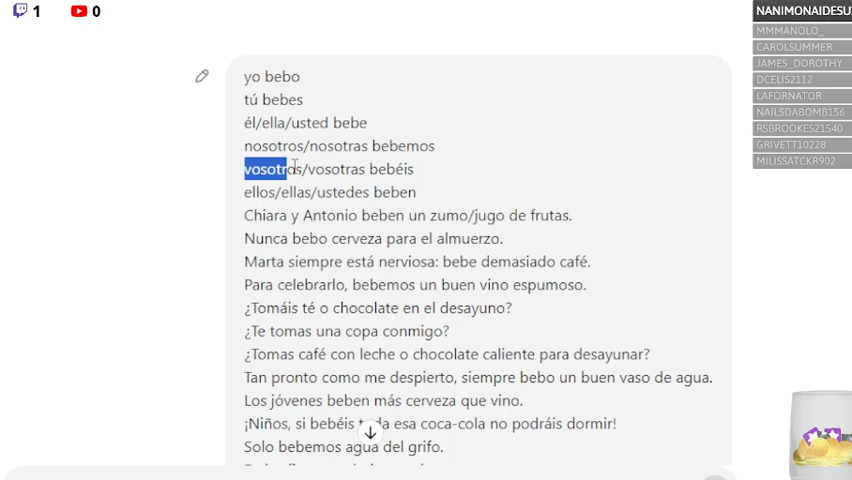 1 0
yo bebo
tú bebes
él/ella/usted bebe
nosotros/nosotras bebemos
vosotros/vosotras bebéis
ellos/ellas/ustedes beben
Chiara y Antonio beben un zumo/jugo de frutas.
Nunca bebo cerveza para el almuerzo.
Marta siempre está nerviosa: bebe demasiado café.
Para celebrarlo, bebemos un buen vino espumoso.
¿Tomáis té o chocolate en el desayuno?
¿Te tomas una copa conmigo?
¿Tomas café con leche o chocolate caliente para desayunar?
Tan pronto como me despierto, siempre bebo un buen vaso de agua.
Los jóvenes beben más cerveza que vino.
¡Niños, si bebéis toda esa coca-cola no podráis dormir!
Solo bebemos agua del grifo.
NANIMONAIDESU
MMMANOLO_
CAROLSUMMER
JAMES_DOROTHY
DCELIS2112
LAFORNATOR
NAILSDABOMB156
RSBROOKES21540
GRIVETT10228
MILISSATCKR902